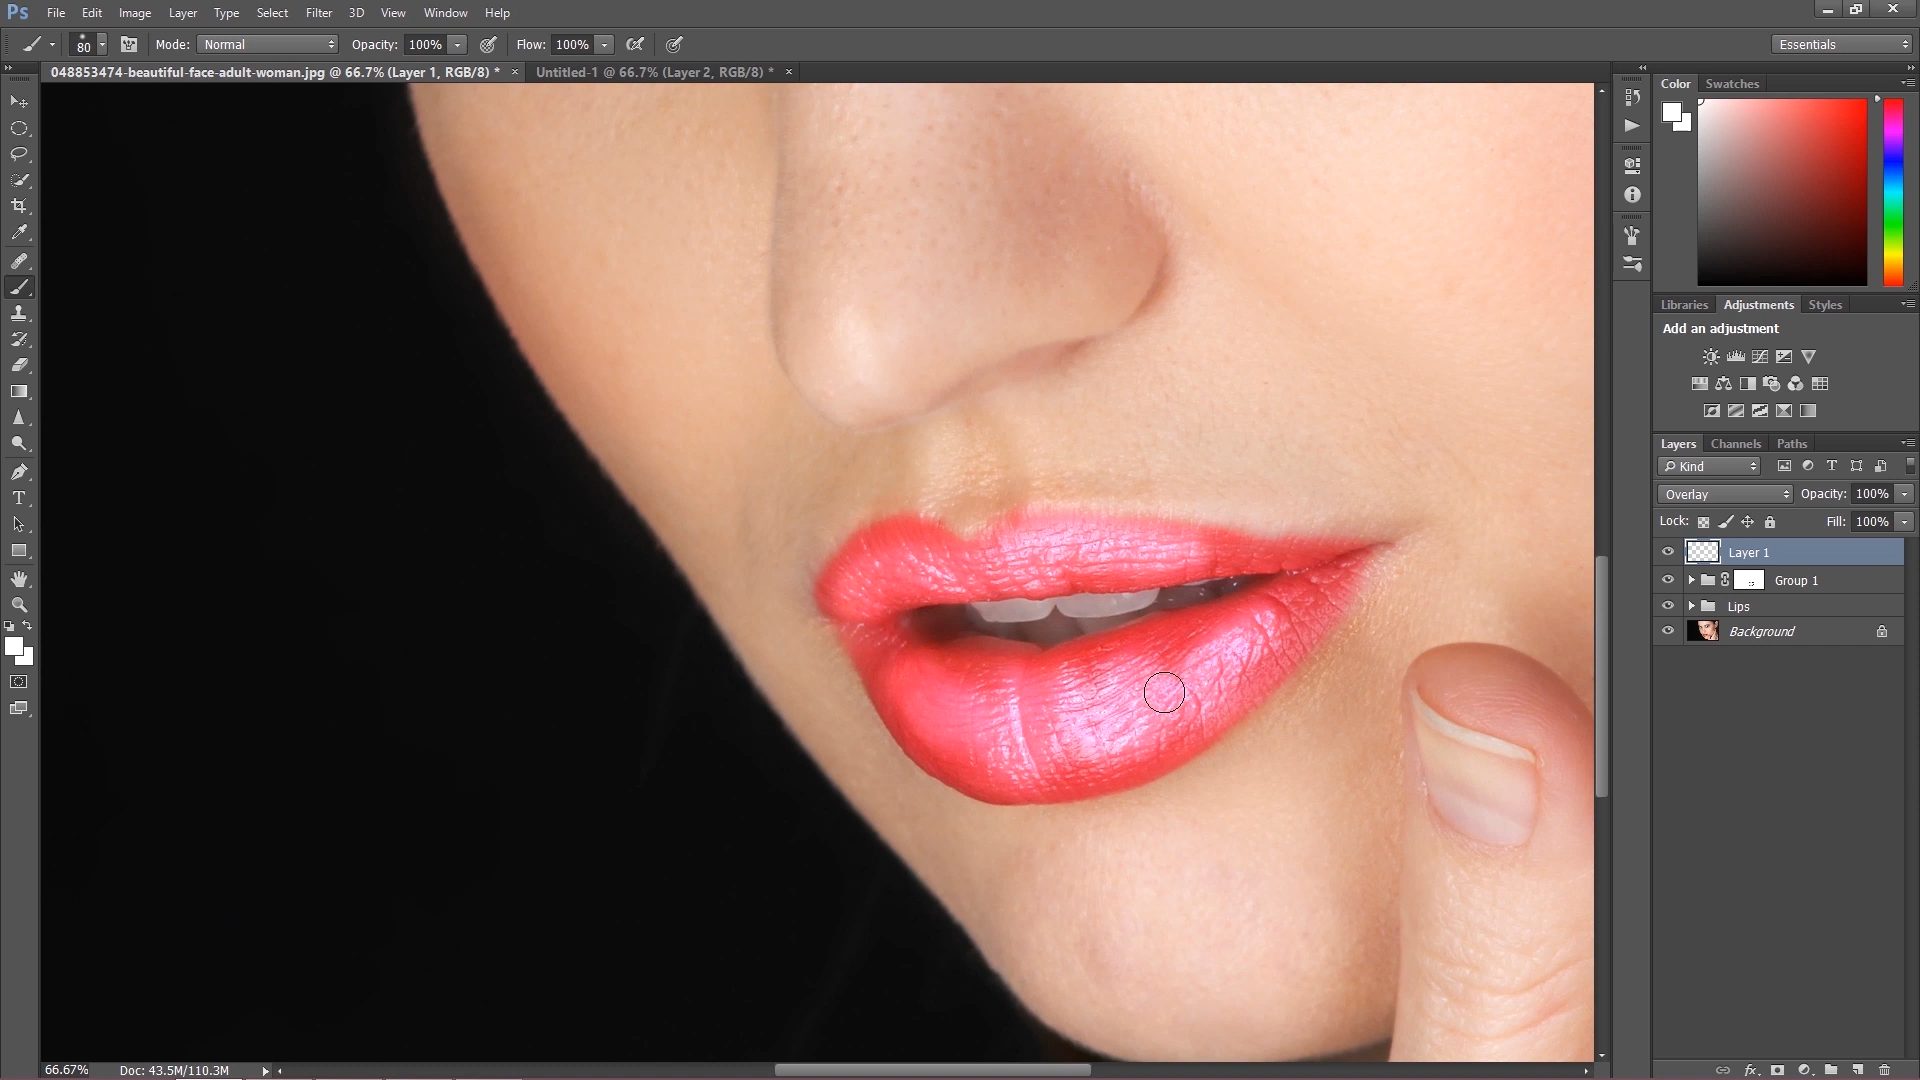 Ps File Edit Image Layer Type Select Filter 3D View Window Help
80 Mode: Normal Opacity: 100% Flow: 100% Essentials
048853474-beautiful-face-adult-woman.jpg @ 66.7% (Layer 1, RGB/8) * × Untitled-1 @ 66.7% (Layer 2, RGB/8) * ×
Color Swatches
Libraries Adjustments Styles
Add an adjustment
Layers Channels Paths
Kind
Overlay Opacity: 100%
Lock: Fill: 100%
Layer 1
Group 1
Lips
Background
66.67% Doc: 43.5M/110.3M